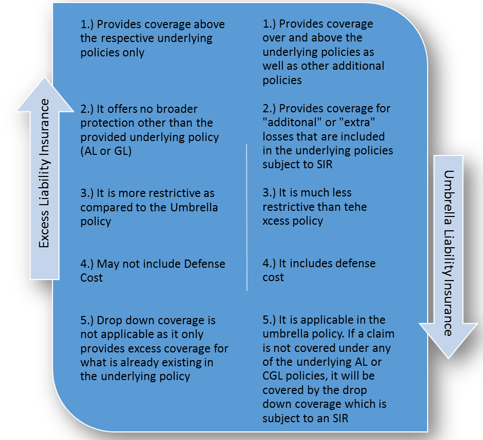 Excess Liability Insurance
1.) Provides coverage above
the respective underlying
policies only
2.) It offers no broader
protection other than the
provided underlying policy
(AL or GL)
3.) It is more restrictive as
compared to the Umbrella
policy
4.) May not include Defense
Cost
5.) Drop down coverage is
not applicable as it only
provides excess coverage for
what is already existing in
the underlying policy
1.) Provides coverage
over and above the
underlying policies as
well as other additional
policies
2.) Provides coverage for
"additonal" or "extra"
losses that are included
in the underlying policies
subject to SIR
3.) It is much less
restrictive than tehe
xcess policy
4.) It includes defense
cost
5.) It is applicable in the
umbrella policy. If a claim
is not covered under any
of the underlying AL or
CGL policies, it will be
covered by the drop
down coverage which is
subject to an SIR
Umbrella Liability Insurance